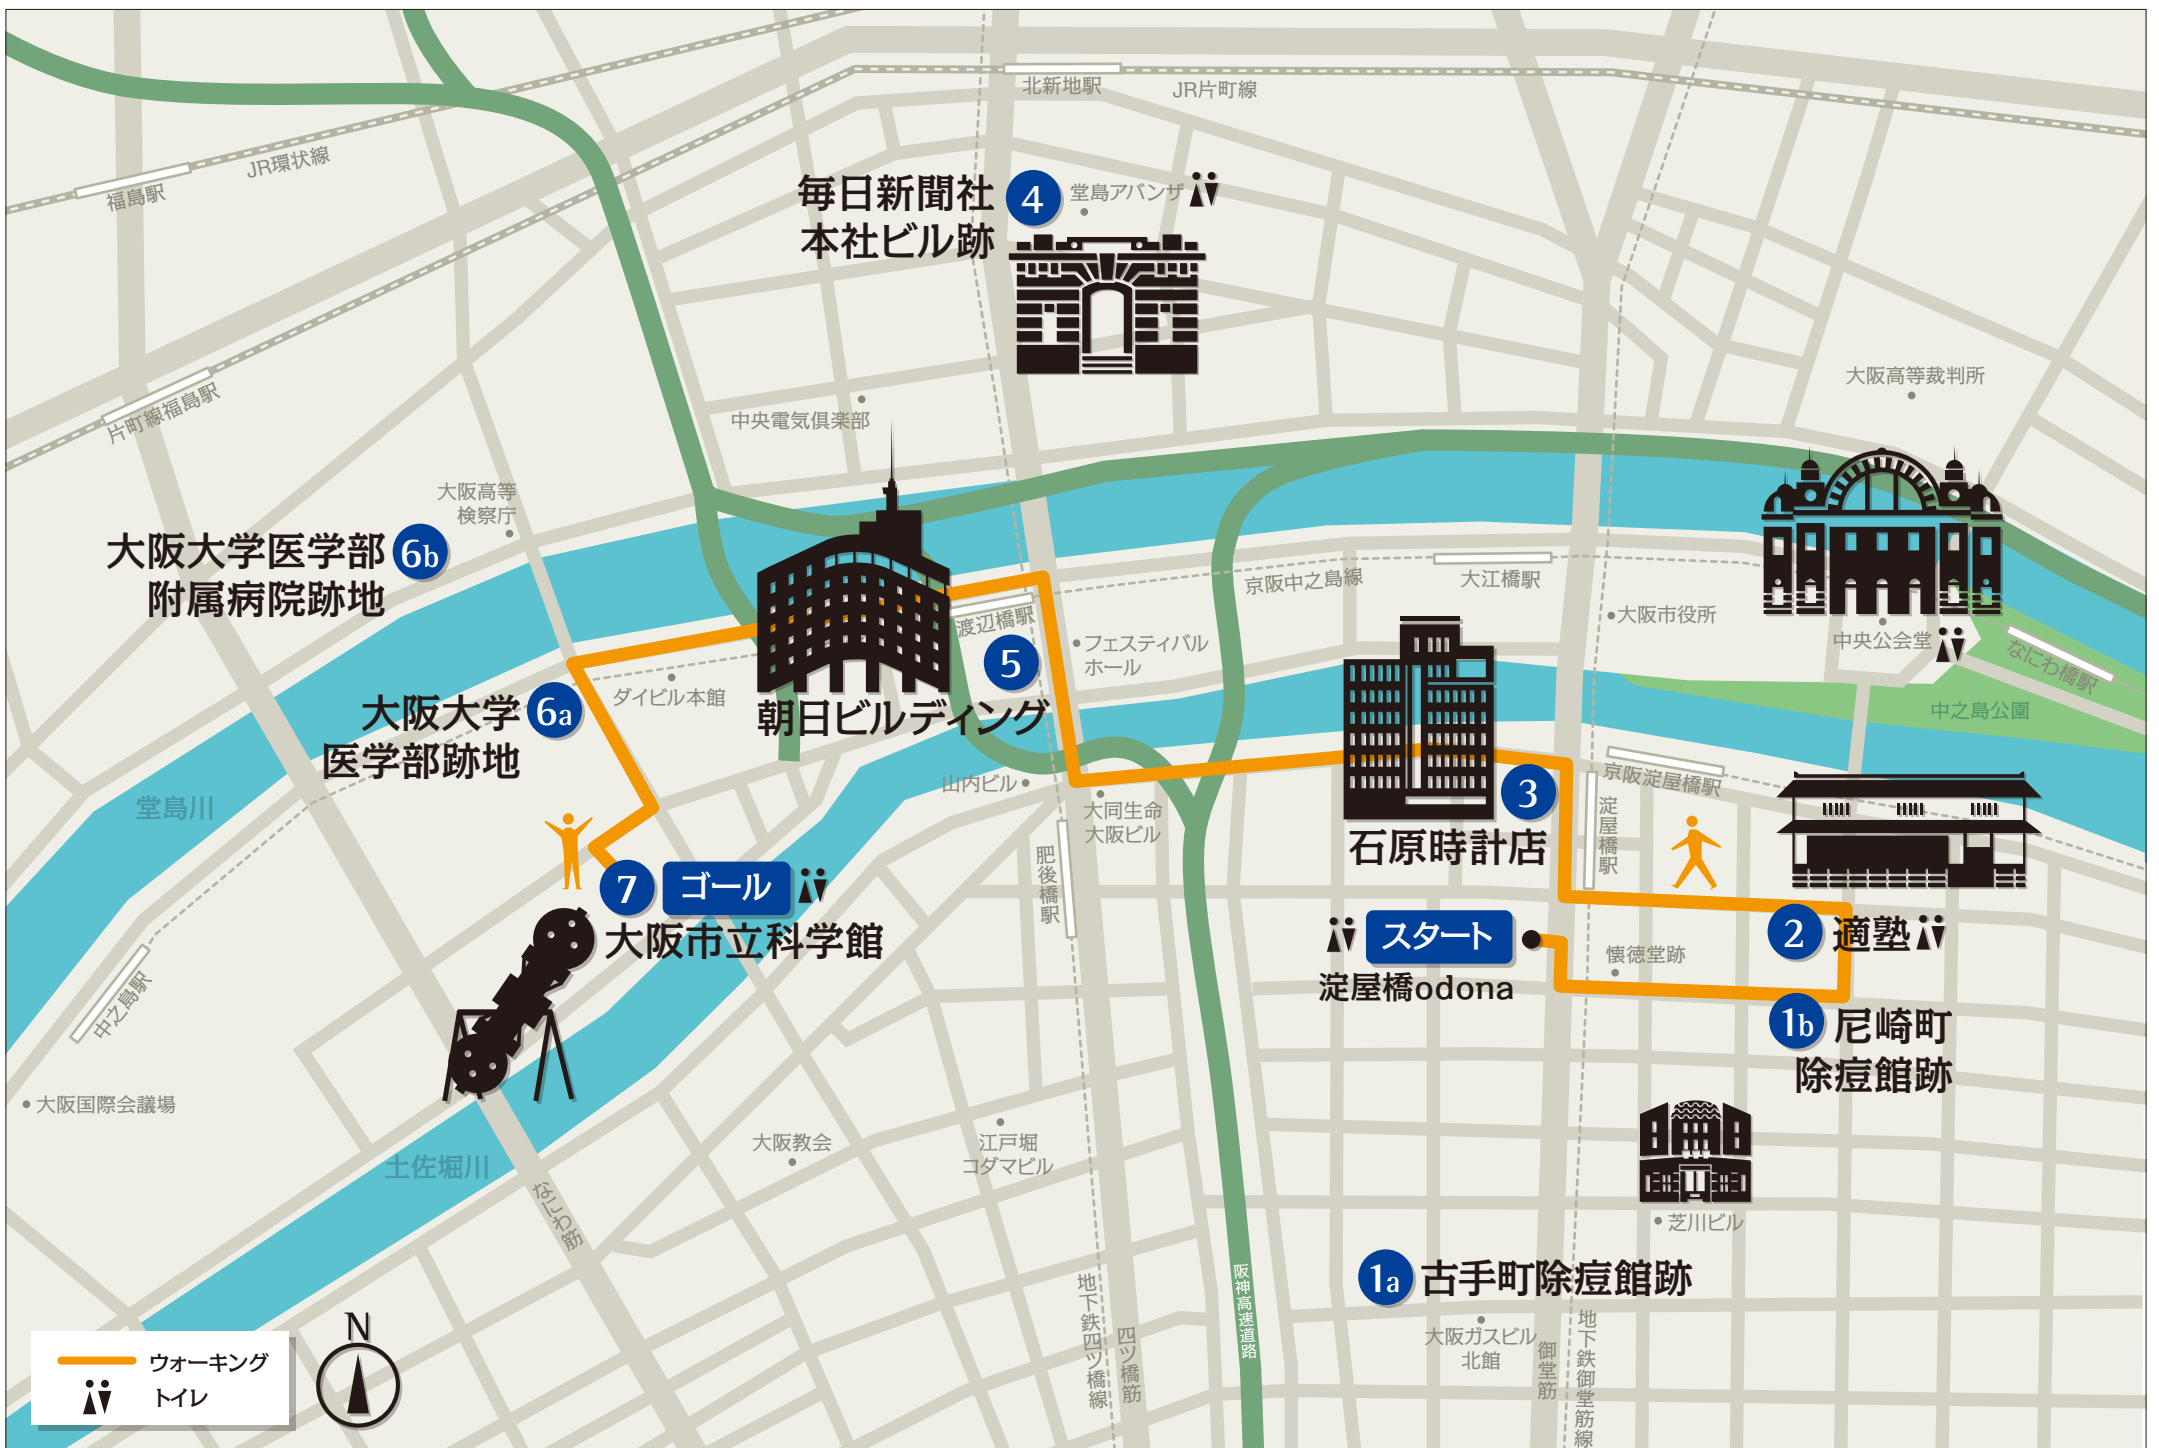 北新地駅
JR片町線
JR環状線
福島駅
毎日新聞社
本社ビル跡
4
堂島アバンザ
片町線福島駅
中央電気倶楽部
大阪高等裁判所
大阪高等
検察庁
大阪大学医学部
附属病院跡地
6b
京阪中之島線
大江橋駅
渡辺橋駅
大阪市役所
中央公会堂
なにわ橋駅
フェスティバル
ホール
5
ダイビル本館
大阪大学
医学部跡地
6a
朝日ビルディング
中之島公園
山内ビル
京阪淀屋橋駅
堂島川
大同生命
大阪ビル
3
石原時計店
淀屋橋駅
肥後橋駅
7
ゴール
大阪市立科学館
2
適塾
スタート
淀屋橋odona
懐徳堂跡
中之島駅
1b
尼崎町
除痘館跡
大阪国際会議場
大阪教会
江戸堀
コダマビル
土佐堀川
なにわ筋
芝川ビル
1a
古手町除痘館跡
阪神高速道路
地下鉄四ツ橋線
四ツ橋筋
大阪ガスビル
北館
御堂筋
地下鉄御堂筋線
ウォーキング
トイレ
N